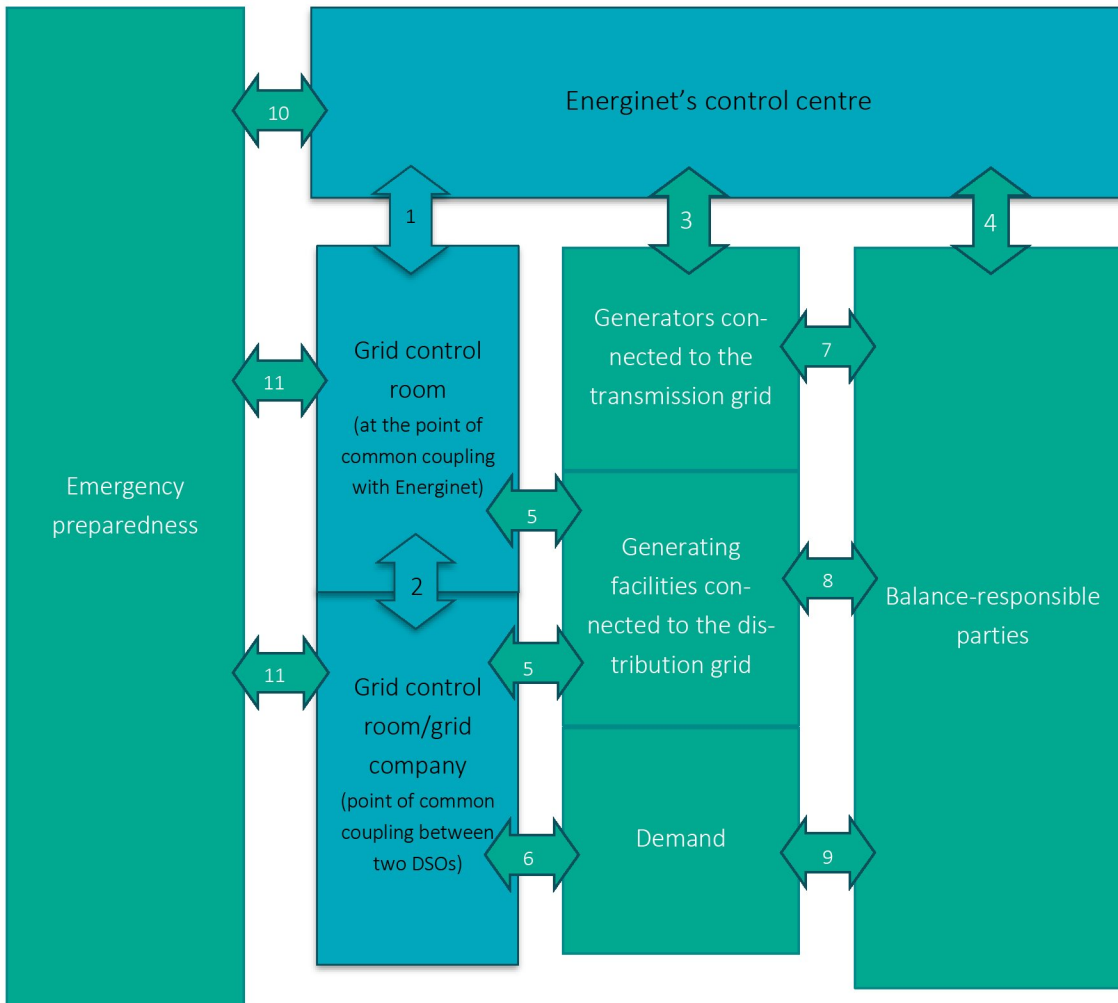 Energinet's control centre
10
1
3
4
Generators con-
nected to the
transmission grid
7
Grid control
room
(at the point of
common coupling
with Energinet)
11
Emergency
preparedness
5
Generating
facilities con-
nected to the dis-
tribution grid
8
Balance-responsible
parties
2
11
5
Grid control
room/grid
company
(point of common
coupling between
two DSOs)
6
Demand
9